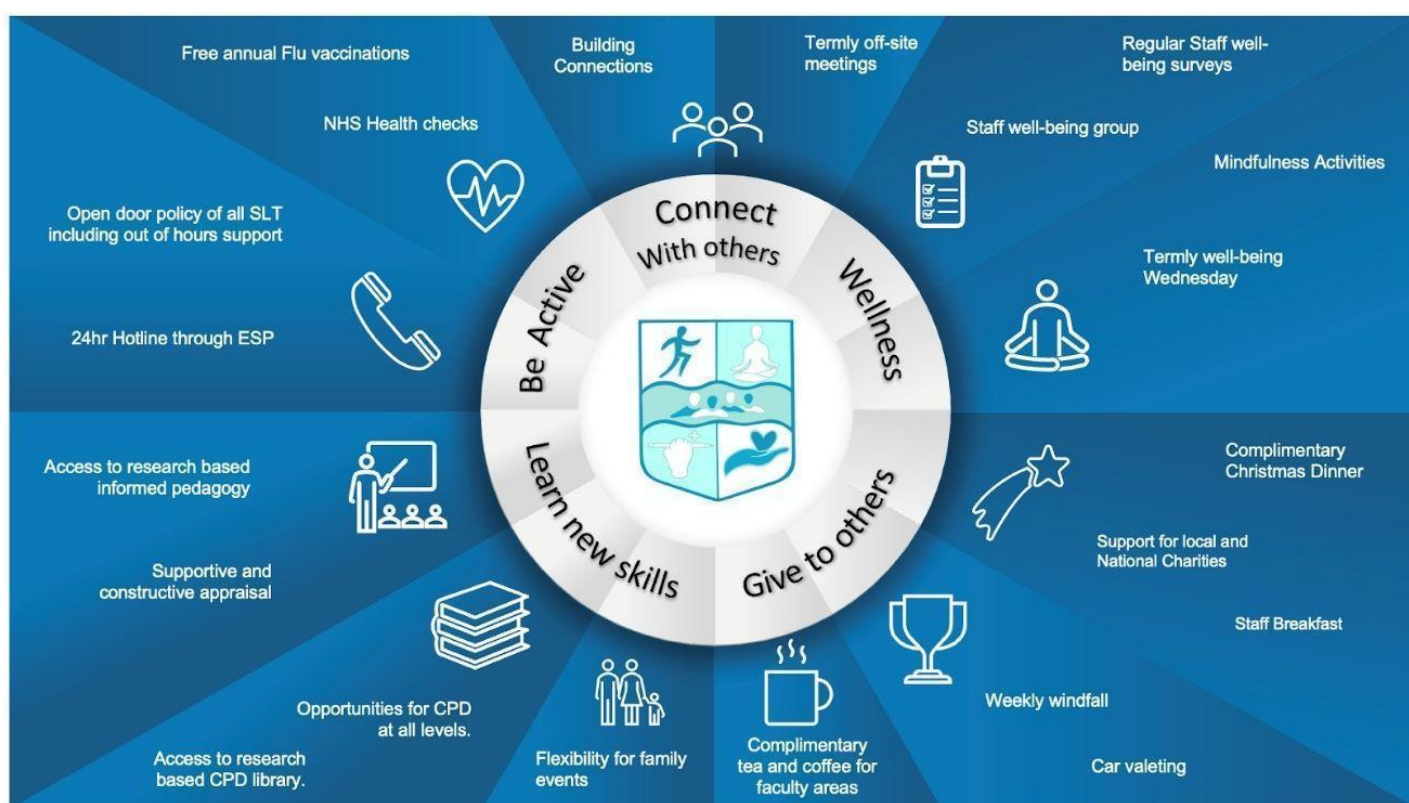 Free annual Flu vaccinations
Building
Connections
Termly off-site
meetings
Regular Staff well-
being surveys
NHS Health checks
Staff well-being group
Mindfulness Activities
Open door policy of all SLT
including out of hours support
Termly well-being
Wednesday
24hr Hotline through ESP
Connect
With others
Be Active
Wellness
Learn new skills
Give to others
Access to research based
informed pedagogy
Complimentary
Christmas Dinner
Supportive and
constructive appraisal
Support for local and
National Charities
Staff Breakfast
Opportunities for CPD
at all levels.
Weekly windfall
Access to research
based CPD library.
Flexibility for family
events
Complimentary
tea and coffee for
faculty areas
Car valeting